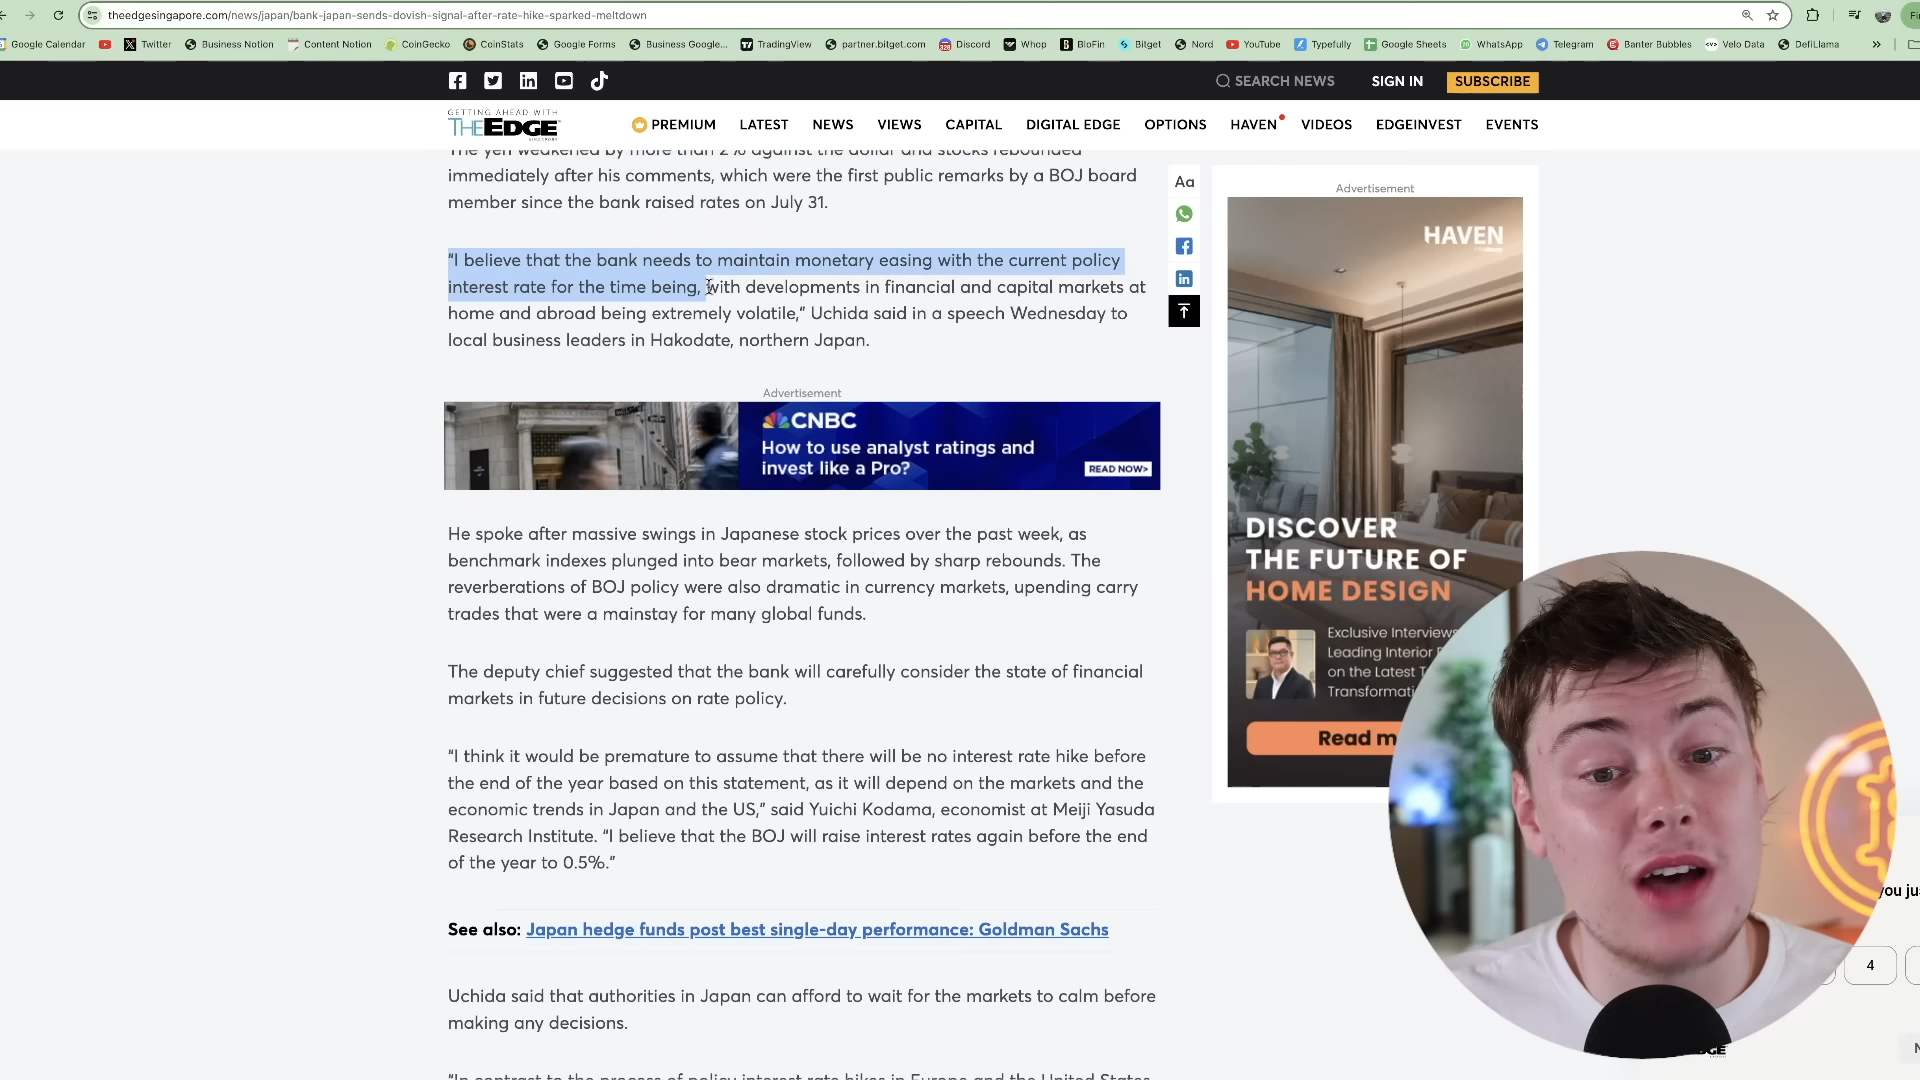 theedgesingapore.com/news/japan/bank-japan-sends-dovish-signal-after-rate-hike-sparked-meltdown
Google Calendar
Twitter
Business Notion
Content Notion
CoinGecko
CoinStats
Google Forms
Business Google...
TradingView
partner.bitget.com
Discord
Whop
BloFin
Bitget
Nord
YouTube
Typefully
Google Sheets
WhatsApp
Telegram
Banter Bubbles
Velo Data
DefiLlama
SEARCH NEWS
SIGN IN
SUBSCRIBE
GETTING AHEAD WITH
THEEDGE
SINGAPORE
PREMIUM
LATEST
NEWS
VIEWS
CAPITAL
DIGITAL EDGE
OPTIONS
HAVEN
VIDEOS
EDGEINVEST
EVENTS
The yen weakened by more than 2% against the dollar and stocks rebounded
immediately after his comments, which were the first public remarks by a BOJ board
member since the bank raised rates on July 31.
“I believe that the bank needs to maintain monetary easing with the current policy
interest rate for the time being, with developments in financial and capital markets at
home and abroad being extremely volatile,” Uchida said in a speech Wednesday to
local business leaders in Hakodate, northern Japan.
Advertisement
CNBC
How to use analyst ratings and
invest like a Pro?
READ NOW>
He spoke after massive swings in Japanese stock prices over the past week, as
benchmark indexes plunged into bear markets, followed by sharp rebounds. The
reverberations of BOJ policy were also dramatic in currency markets, upending carry
trades that were a mainstay for many global funds.
The deputy chief suggested that the bank will carefully consider the state of financial
markets in future decisions on rate policy.
“I think it would be premature to assume that there will be no interest rate hike before
the end of the year based on this statement, as it will depend on the markets and the
economic trends in Japan and the US,” said Yuichi Kodama, economist at Meiji Yasuda
Research Institute. “I believe that the BOJ will raise interest rates again before the end
of the year to 0.5%.”
See also: Japan hedge funds post best single-day performance: Goldman Sachs
Uchida said that authorities in Japan can afford to wait for the markets to calm before
making any decisions.
“In contrast to the process of policy interest rate hikes in Europe and the United States
Aa
Advertisement
HAVEN
DISCOVER
THE FUTURE OF
HOME DESIGN
Exclusive Interviews
Leading Interior
on the Latest
Transformati
Read m
you ju
4